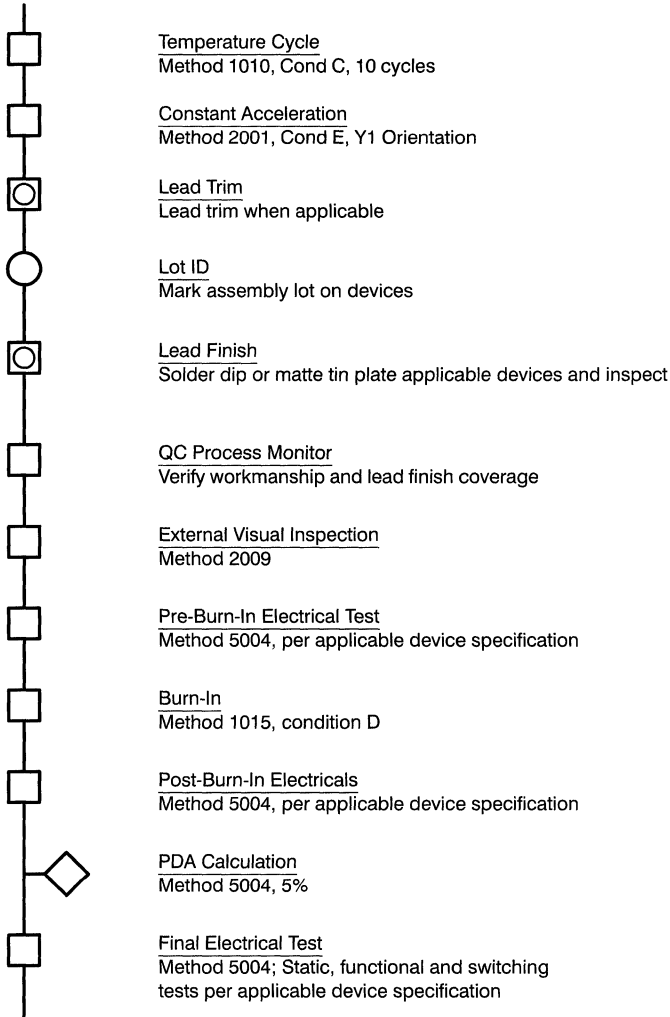 Temperature Cycle
Method 1010, Cond C, 10 cycles
Constant Acceleration
Method 2001, Cond E, Y1 Orientation
Lead Trim
Lead trim when applicable
Lot ID
Mark assembly lot on devices
Lead Finish
Solder dip or matte tin plate applicable devices and inspect
QC Process Monitor
Verify workmanship and lead finish coverage
External Visual Inspection
Method 2009
Pre-Burn-In Electrical Test
Method 5004, per applicable device specification
Burn-In
Method 1015, condition D
Post-Burn-In Electricals
Method 5004, per applicable device specification
PDA Calculation
Method 5004, 5%
Final Electrical Test
Method 5004; Static, functional and switching
tests per applicable device specification